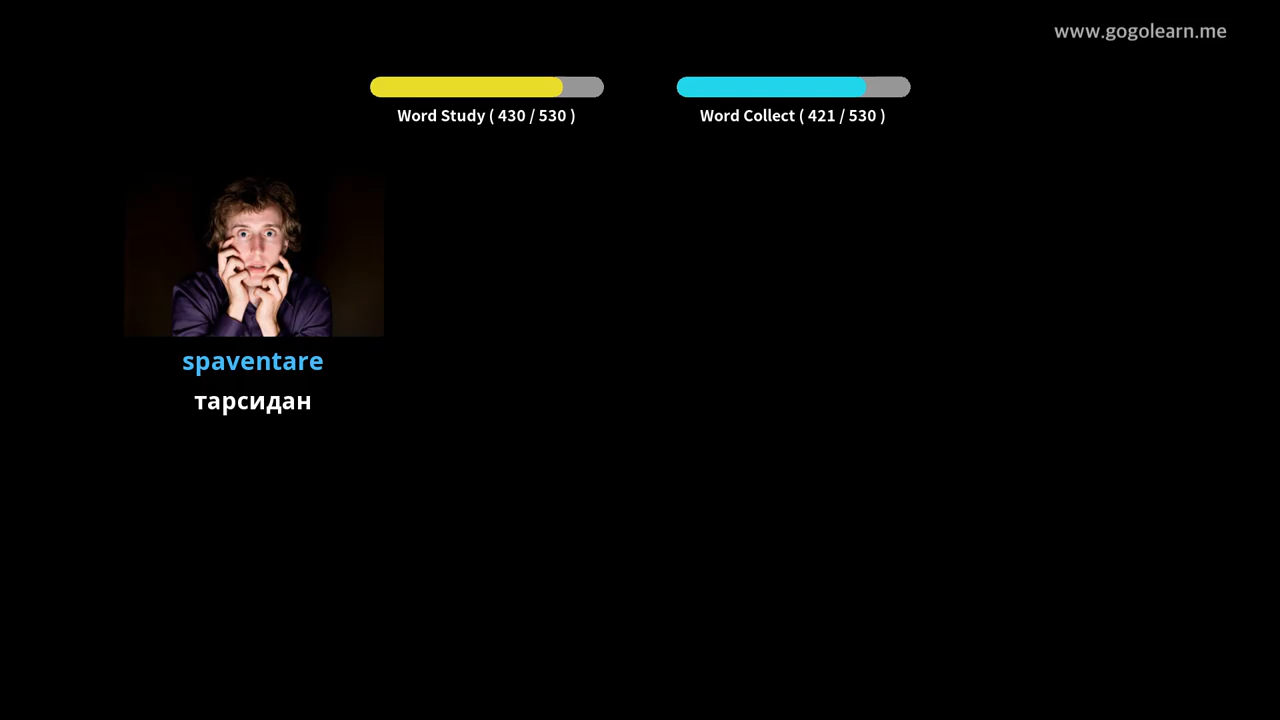 www.gogolearn.me
Word Study ( 430 / 530 )
Word Collect ( 421 / 530 )
spaventare
тарсидан